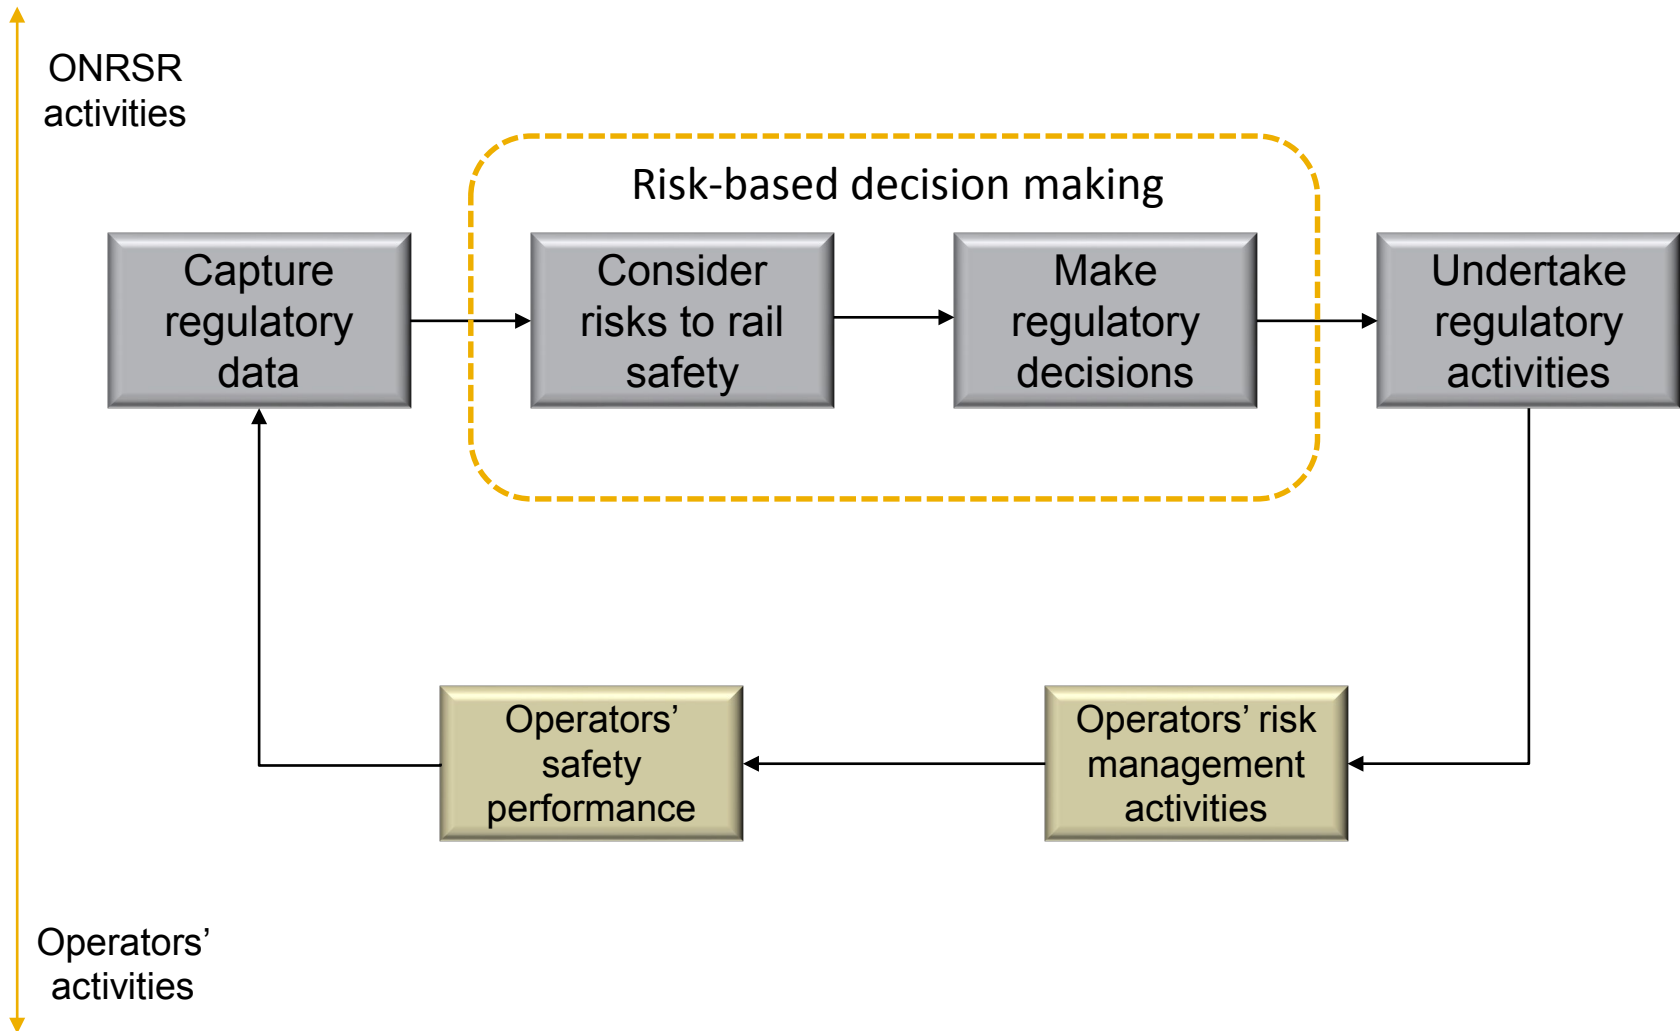 ONRSR
activities
Risk-based decision making
Capture
regulatory
data
Consider
risks to rail
safety
Make
regulatory
decisions
Undertake
regulatory
activities
Operators’
safety
performance
Operators’ risk
management
activities
Operators’
activities